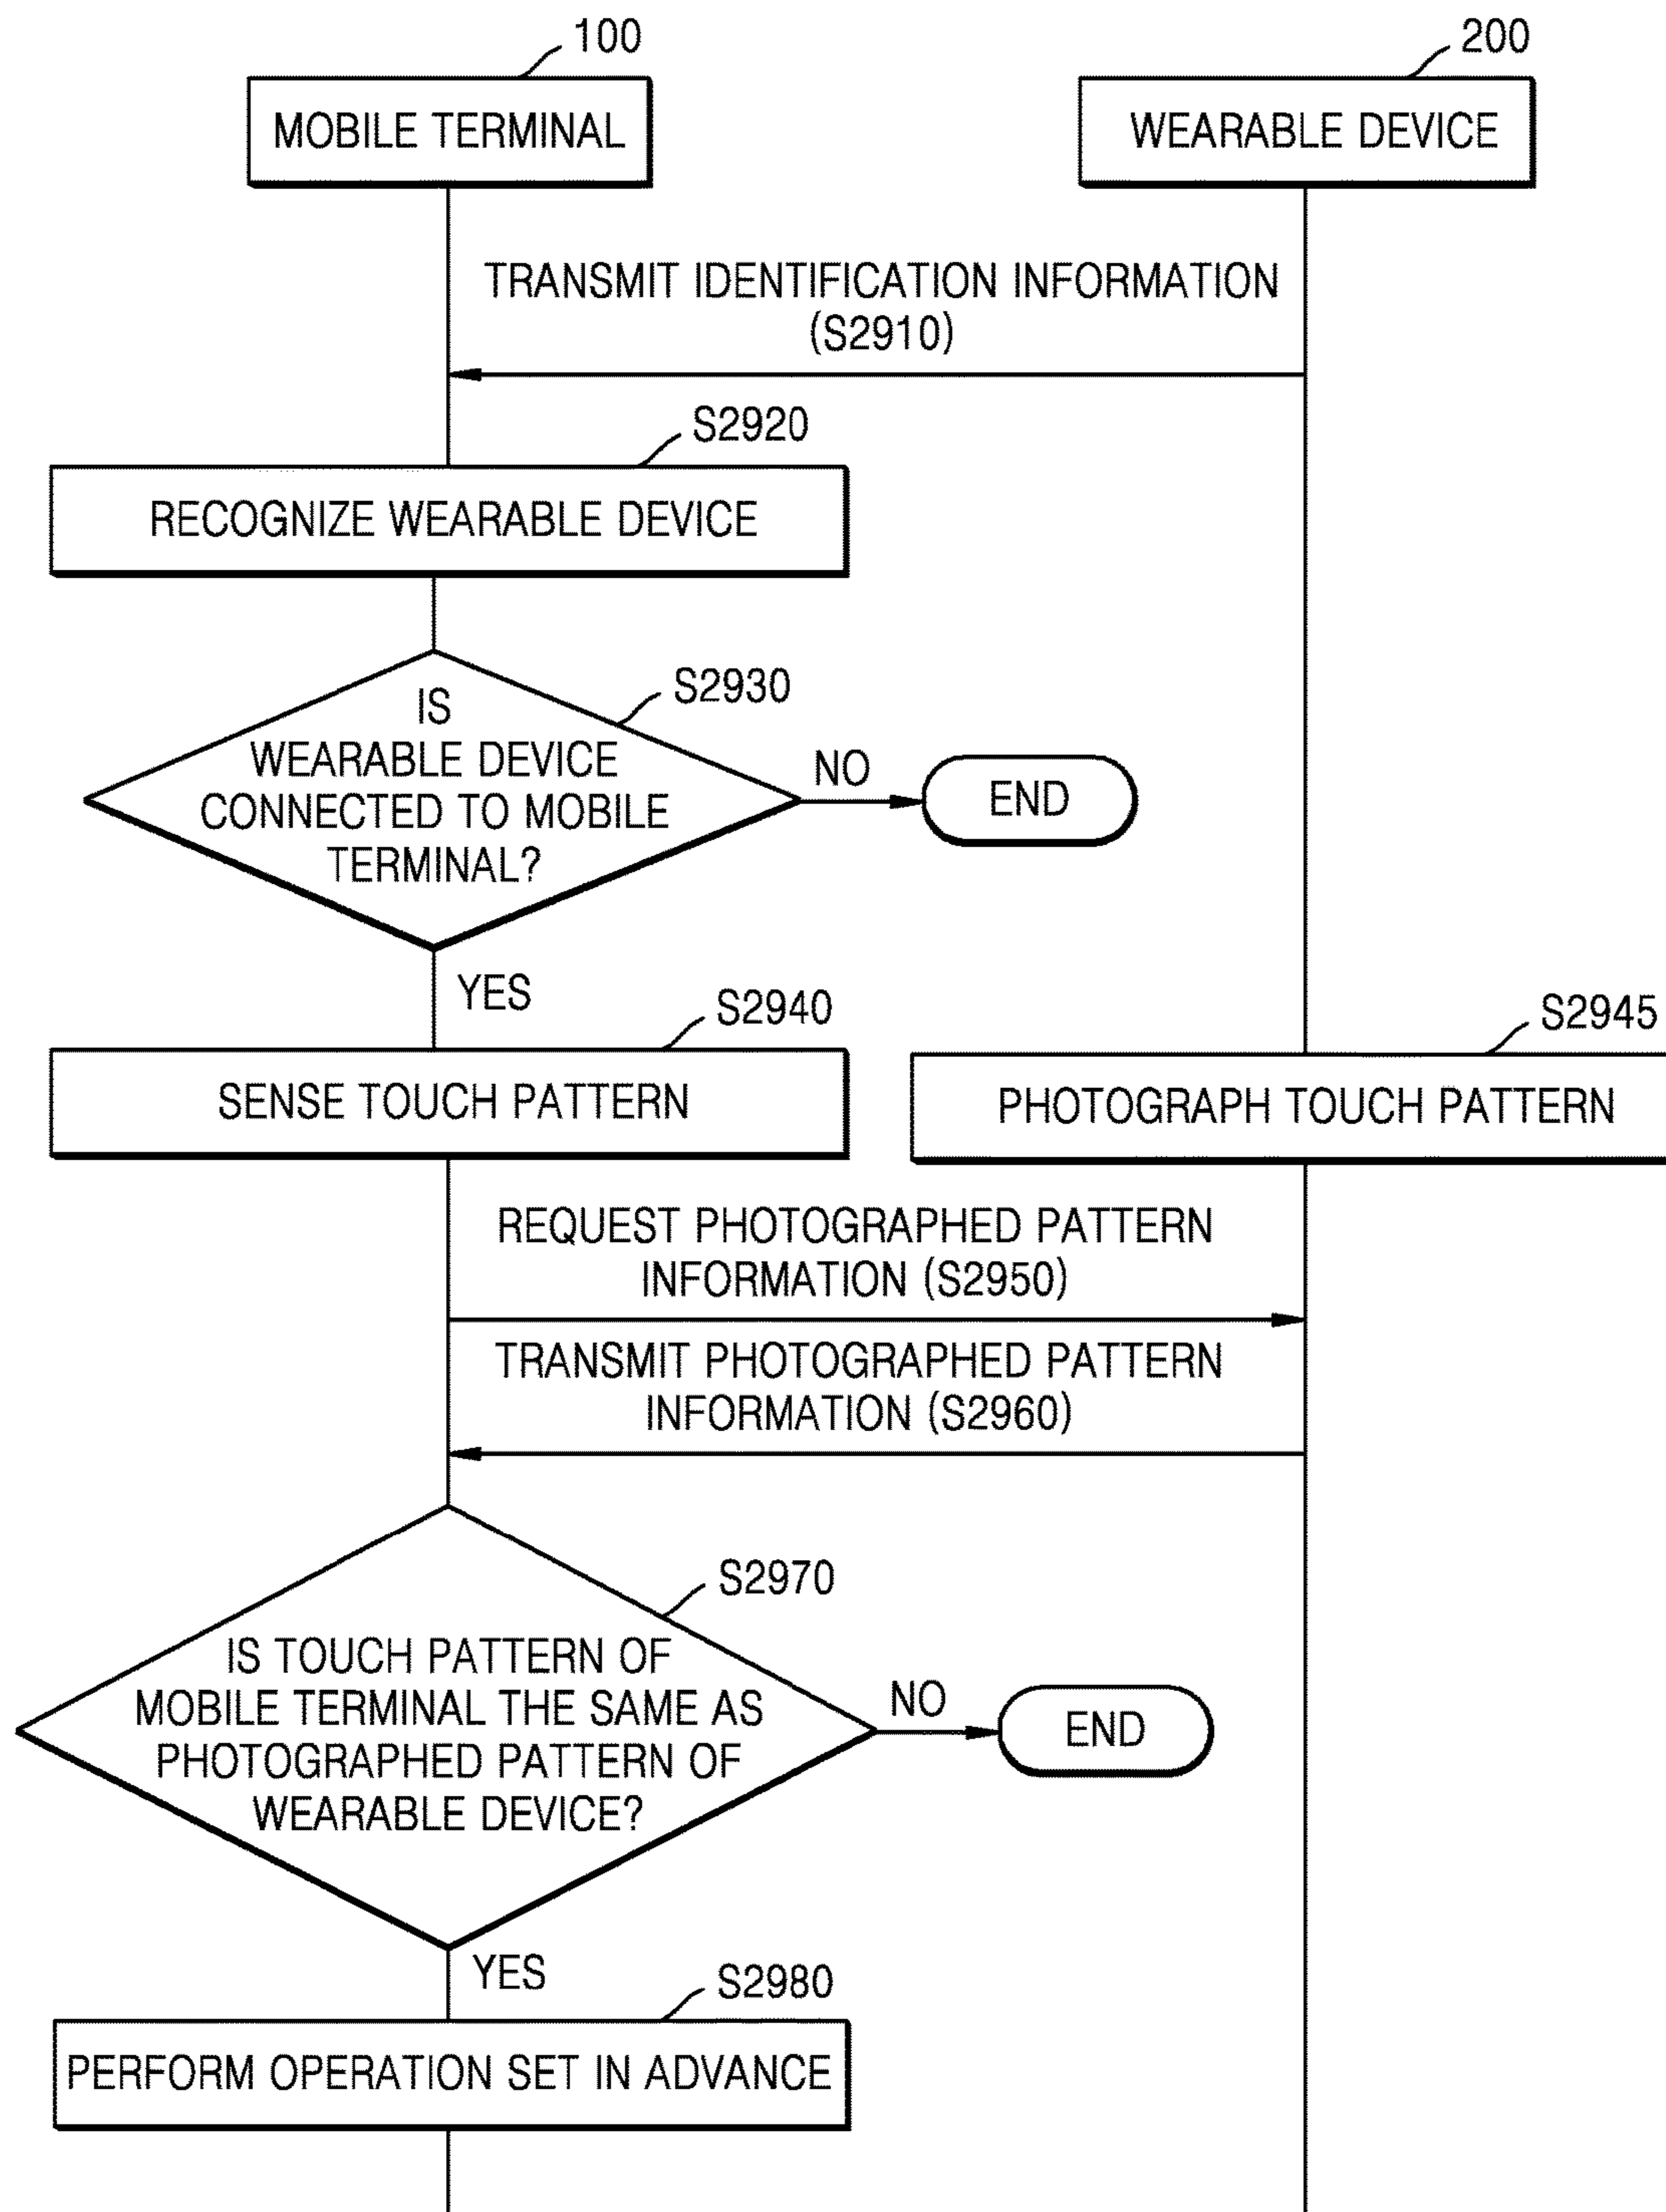 100
200
MOBILE TERMINAL
WEARABLE DEVICE
TRANSMIT IDENTIFICATION INFORMATION
(S2910)
S2920
RECOGNIZE WEARABLE DEVICE
S2930
IS
WEARABLE DEVICE
CONNECTED TO MOBILE
TERMINAL?
NO
END
YES
S2940
S2945
SENSE TOUCH PATTERN
PHOTOGRAPH TOUCH PATTERN
REQUEST PHOTOGRAPHED PATTERN
INFORMATION (S2950)
TRANSMIT PHOTOGRAPHED PATTERN
INFORMATION (S2960)
S2970
IS TOUCH PATTERN OF
MOBILE TERMINAL THE SAME AS
PHOTOGRAPHED PATTERN OF
WEARABLE DEVICE?
NO
END
YES
S2980
PERFORM OPERATION SET IN ADVANCE